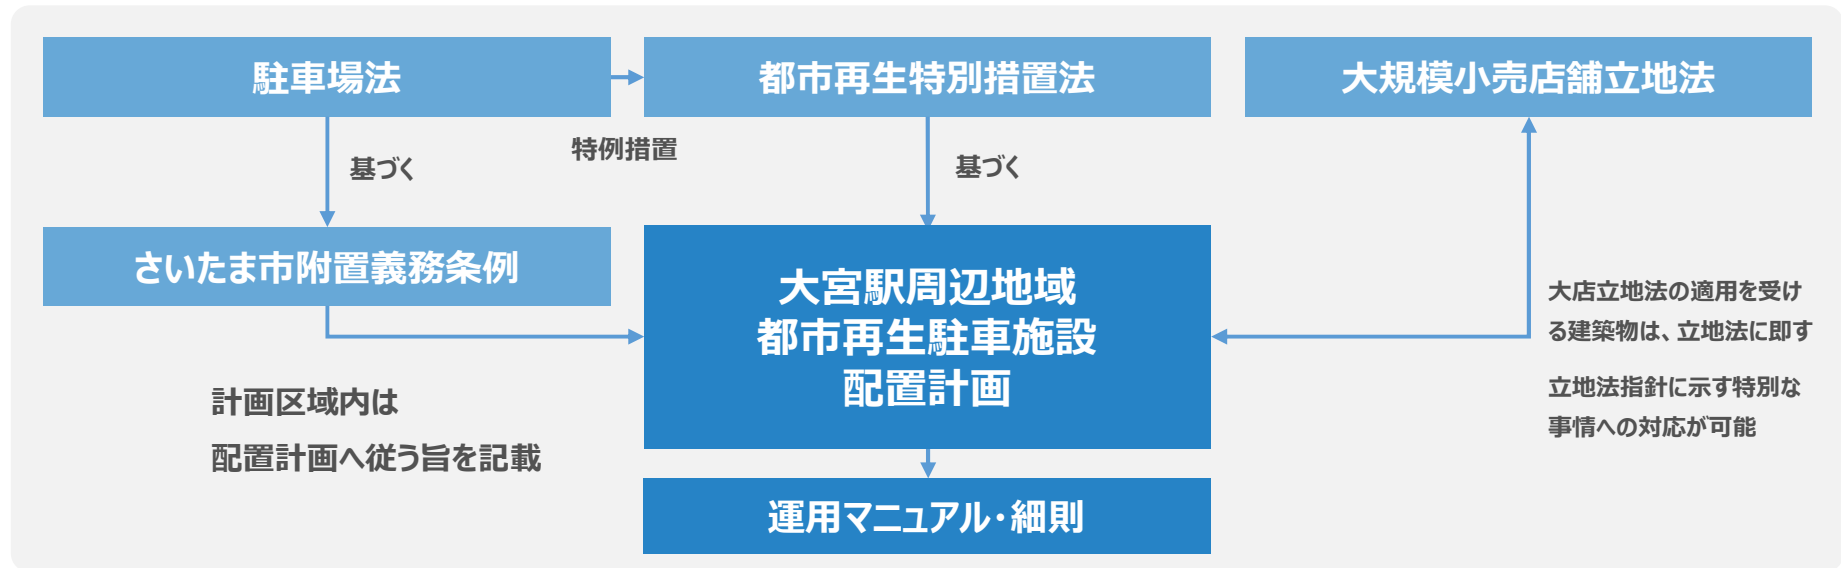 駐車場法
都市再生特別措置法
大規模小売店舗立地法
特例措置
基づく
基づく
さいたま市附置義務条例
大宮駅周辺地域
都市再生駐車施設
配置計画
大店立地法の適用を受け
る建築物は、立地法に即す
立地法指針に示す特別な
事情への対応が可能
計画区域内は
配置計画へ従う旨を記載
運用マニュアル・細則